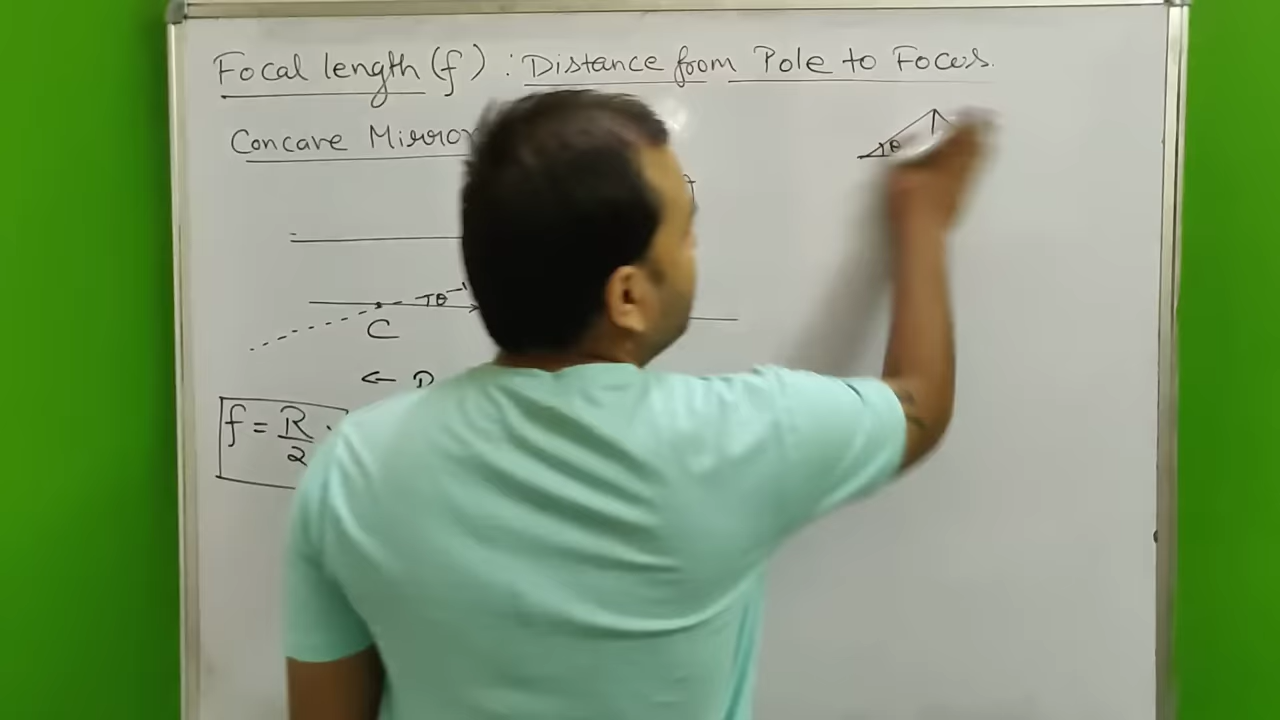 Focal length (f) : Distance from Pole to Focus.
Concave Mirror
θ
θ
C
f = R/2